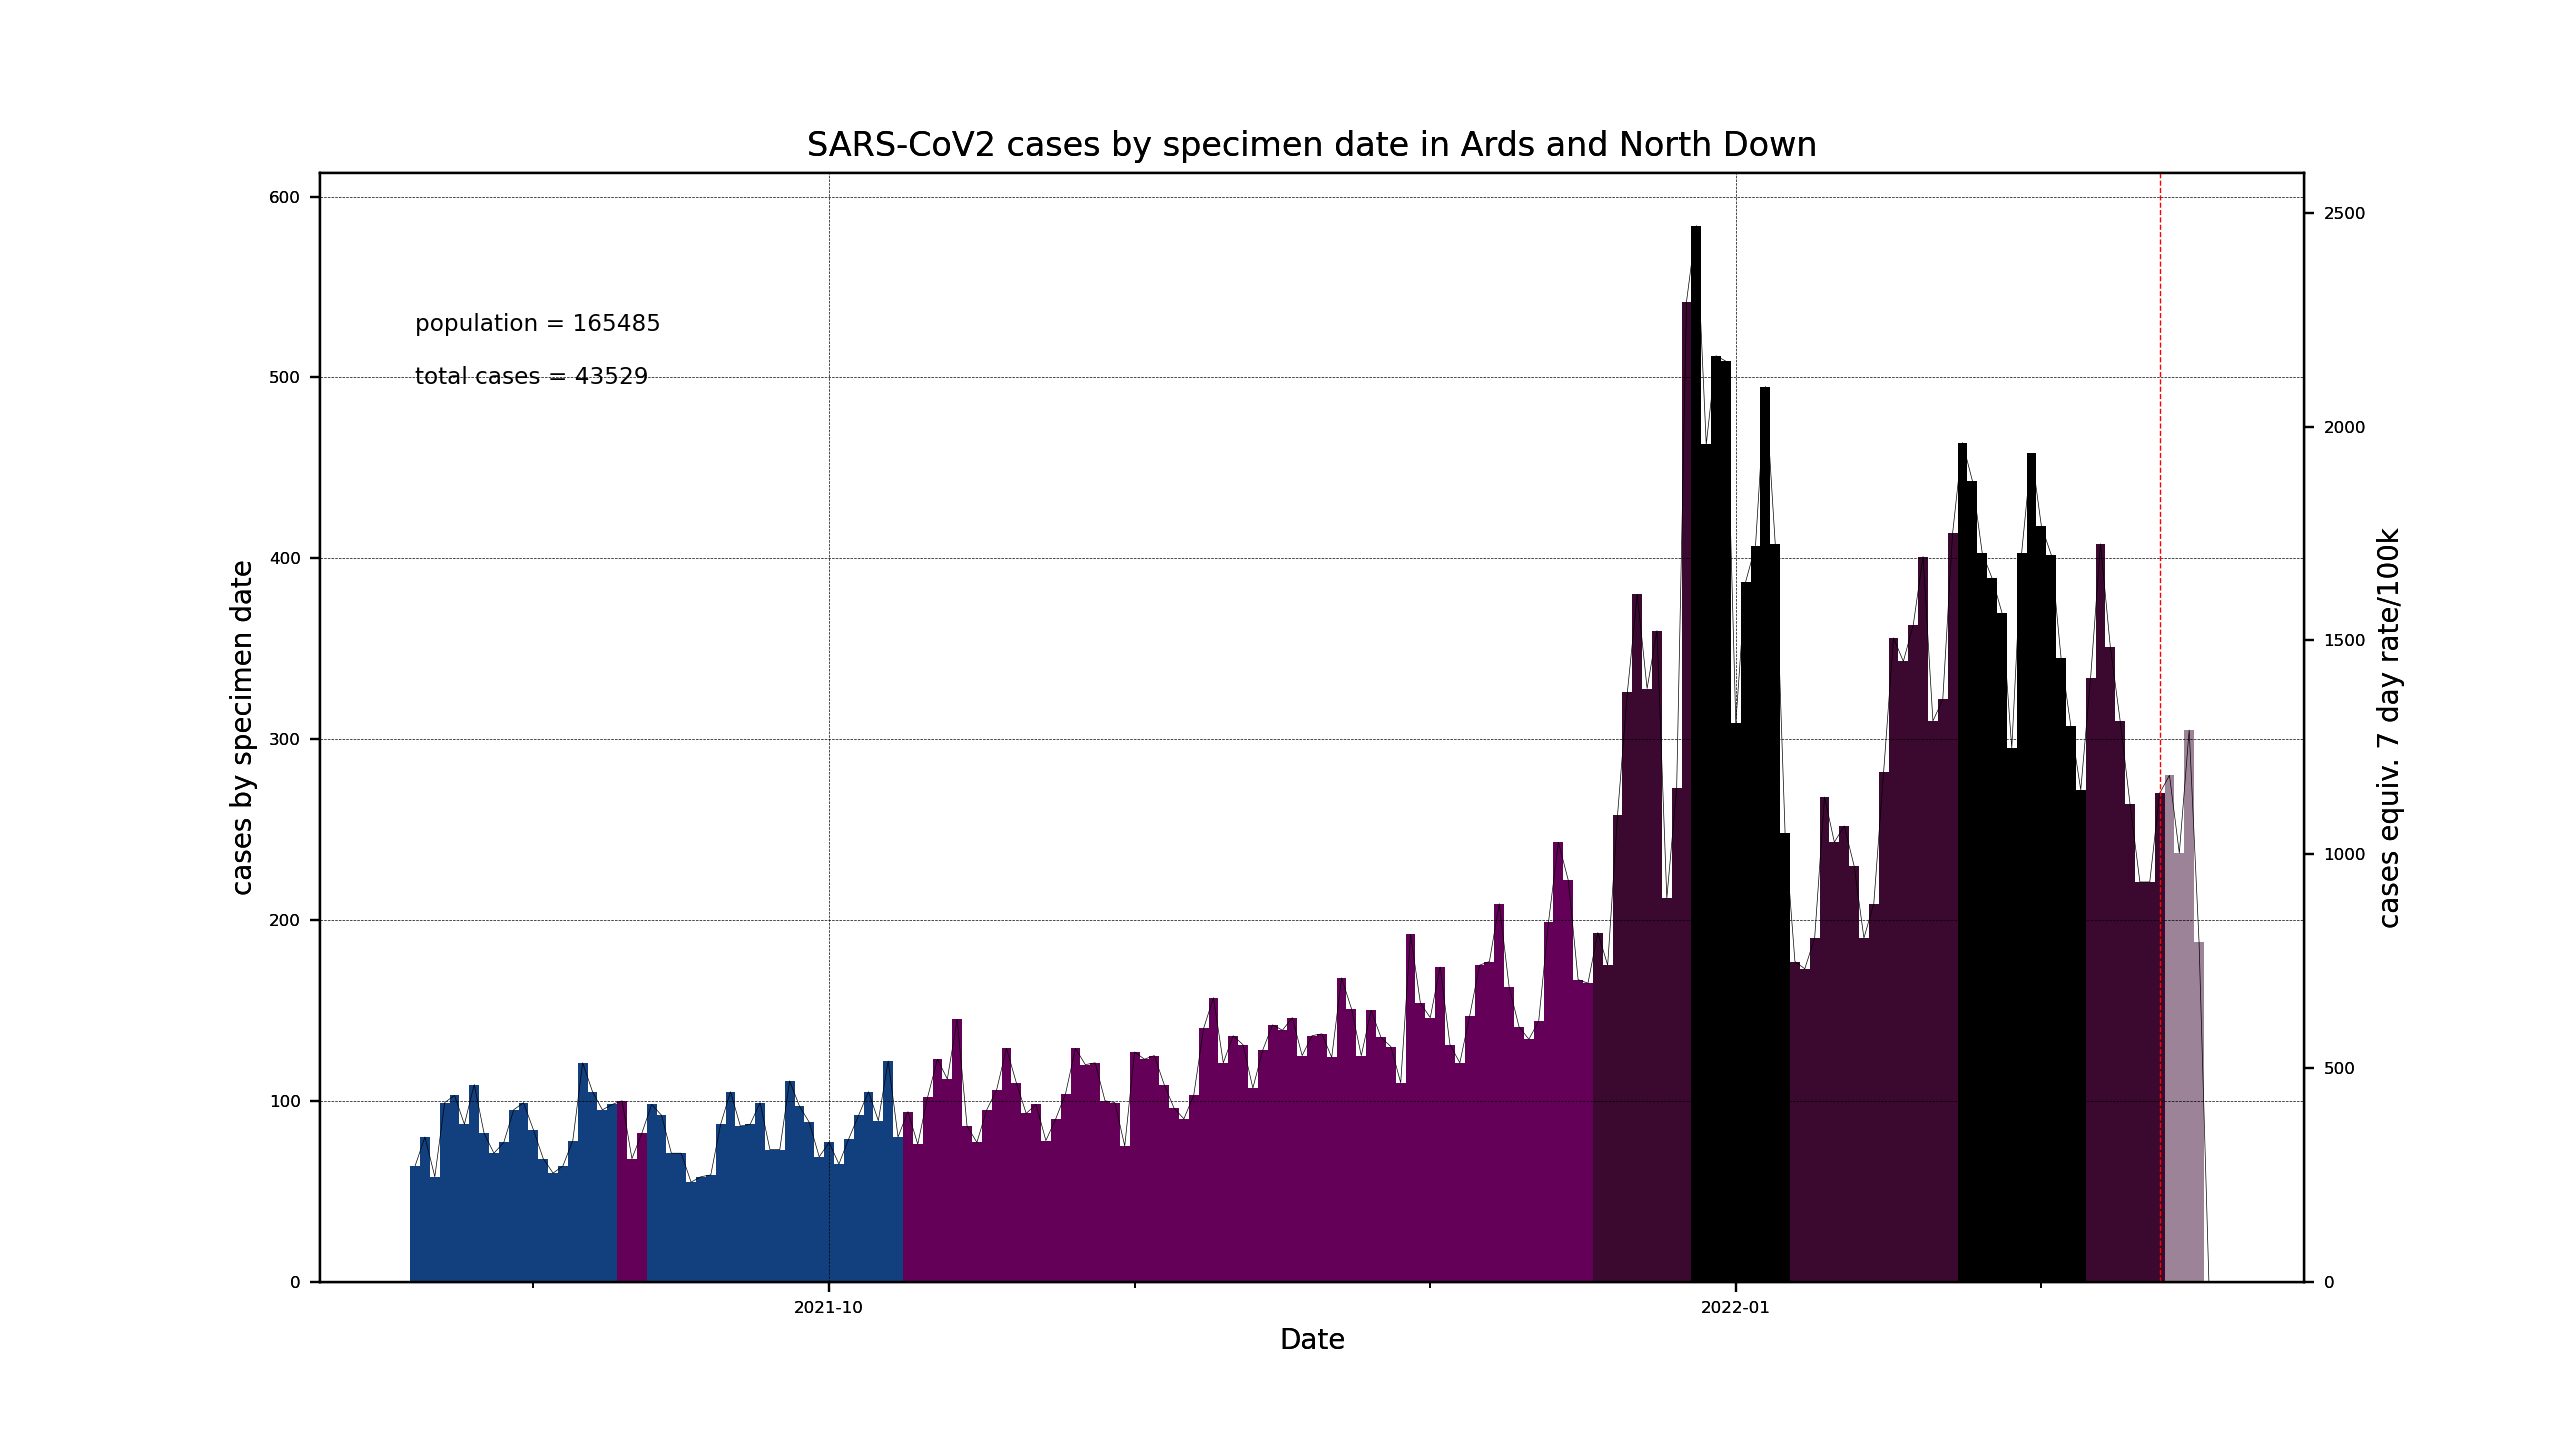 SARS-CoV2 cases by specimen date in Ards and North Down
600
500
400
300
200
100
0
cases by specimen date
population = 165485
total cases = 43529
2500
2000
1500
1000
500
0
cases equiv. 7 day rate/100k
2021-10
2022-01
Date